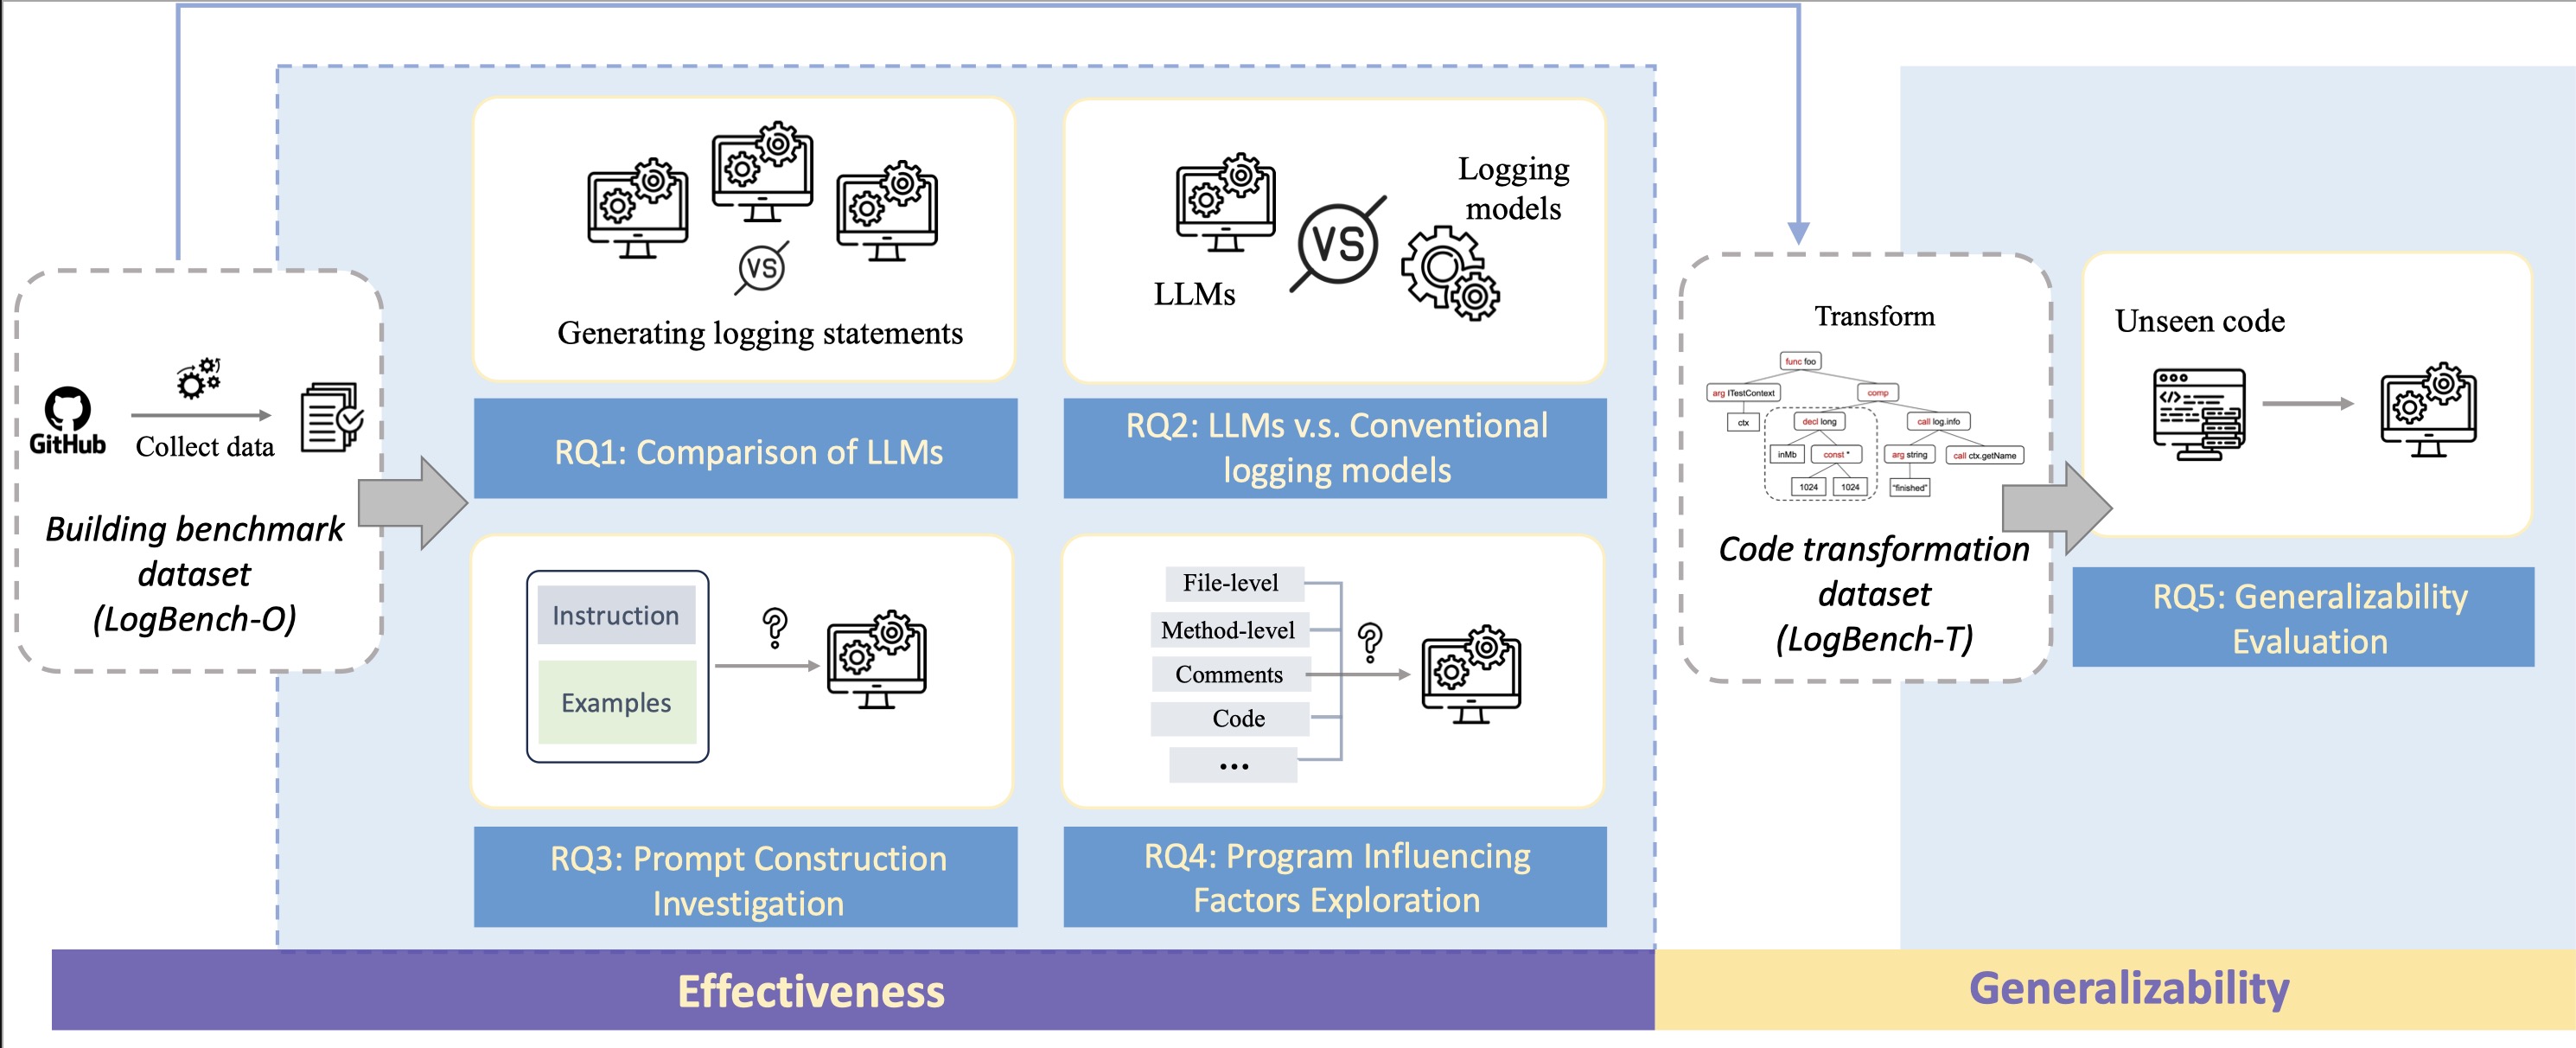 GitHub
Collect data
Building benchmark
dataset
(LogBench-O)
VS
Generating logging statements
RQ1: Comparison of LLMs
LLMs
VS
Logging
models
RQ2: LLMs v.s. Conventional
logging models
Instruction
Examples
?
RQ3: Prompt Construction
Investigation
File-level
Method-level
Comments
Code
...
?
RQ4: Program Influencing
Factors Exploration
Transform
func foo
arg ITestContext
comp
ctx
decl long
call log.info
inMb
const *
arg string
call ctx.getName
1024
1024
"finished"
Code transformation
dataset
(LogBench-T)
Unseen code
</>
RQ5: Generalizability
Evaluation
Effectiveness
Generalizability